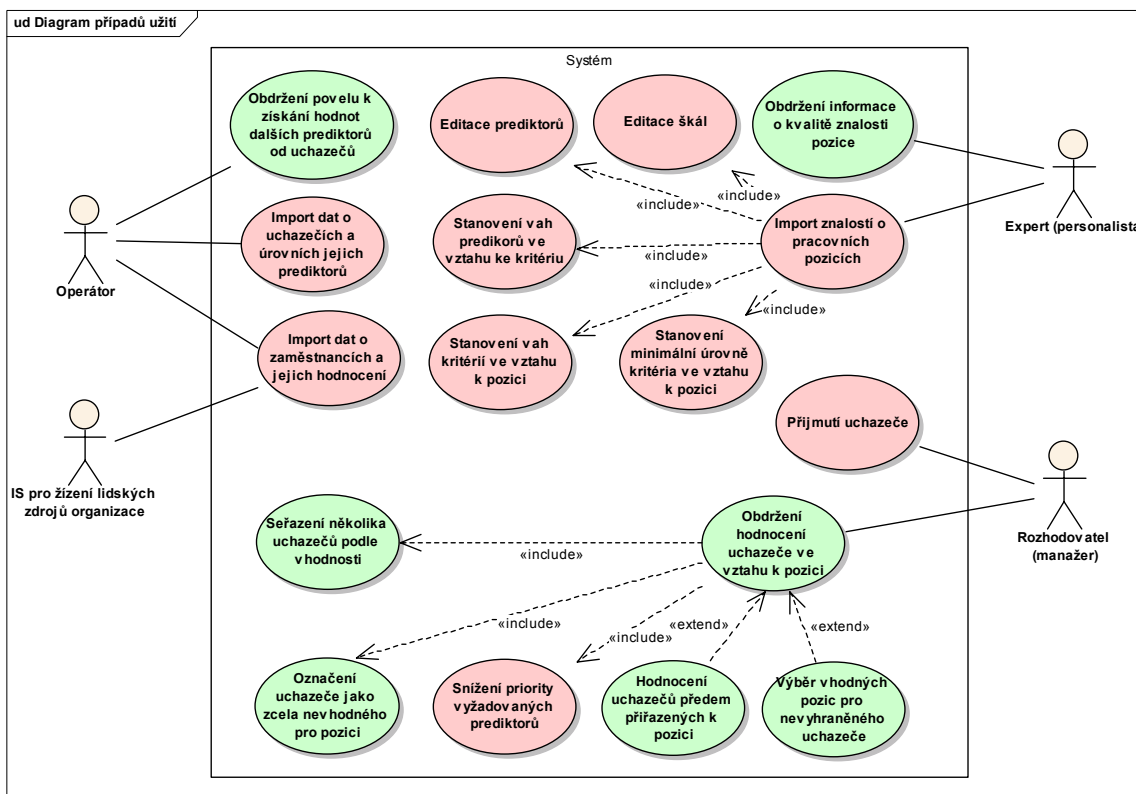 ud Diagram případů užití
Systém
Obdržení povelu k
získání hodnot
dalších prediktorů
od uchazečů
Editace prediktorů
Editace škál
Obdržení informace
o kvalitě znalosti
pozice
«include»
«include»
Operátor
Import dat o
uchazečích a
úrovních jejich
prediktorů
Stanovení vah
predikorů ve
vztahu ke kritériu
Import znalostí o
pracovních
pozicích
Expert (personalista
«include»
«include»
«include»
Import dat o
zaměstnancích a
jejich hodnocení
Stanovení vah
kritérií ve vztahu
k pozici
Stanovení
minimální úrovně
kritéria ve vztahu
k pozici
Přijmutí uchazeče
IS pro žízení lidských
zdrojů organizace
Seřazení několika
uchazečů podle
vhodnosti
Obdržení
hodnocení
uchazeče ve
vztahu k pozici
Rozhodovatel
(manažer)
«include»
«include»
«include»
«extend»
«extend»
Označení
uchazeče jako
zcela nevhodného
pro pozici
Snížení priority
vyžadovaných
prediktorů
Hodnocení
uchazečů předem
přiřazených k
pozici
Výběr vhodných
pozic pro
nevyhraněného
uchazeče